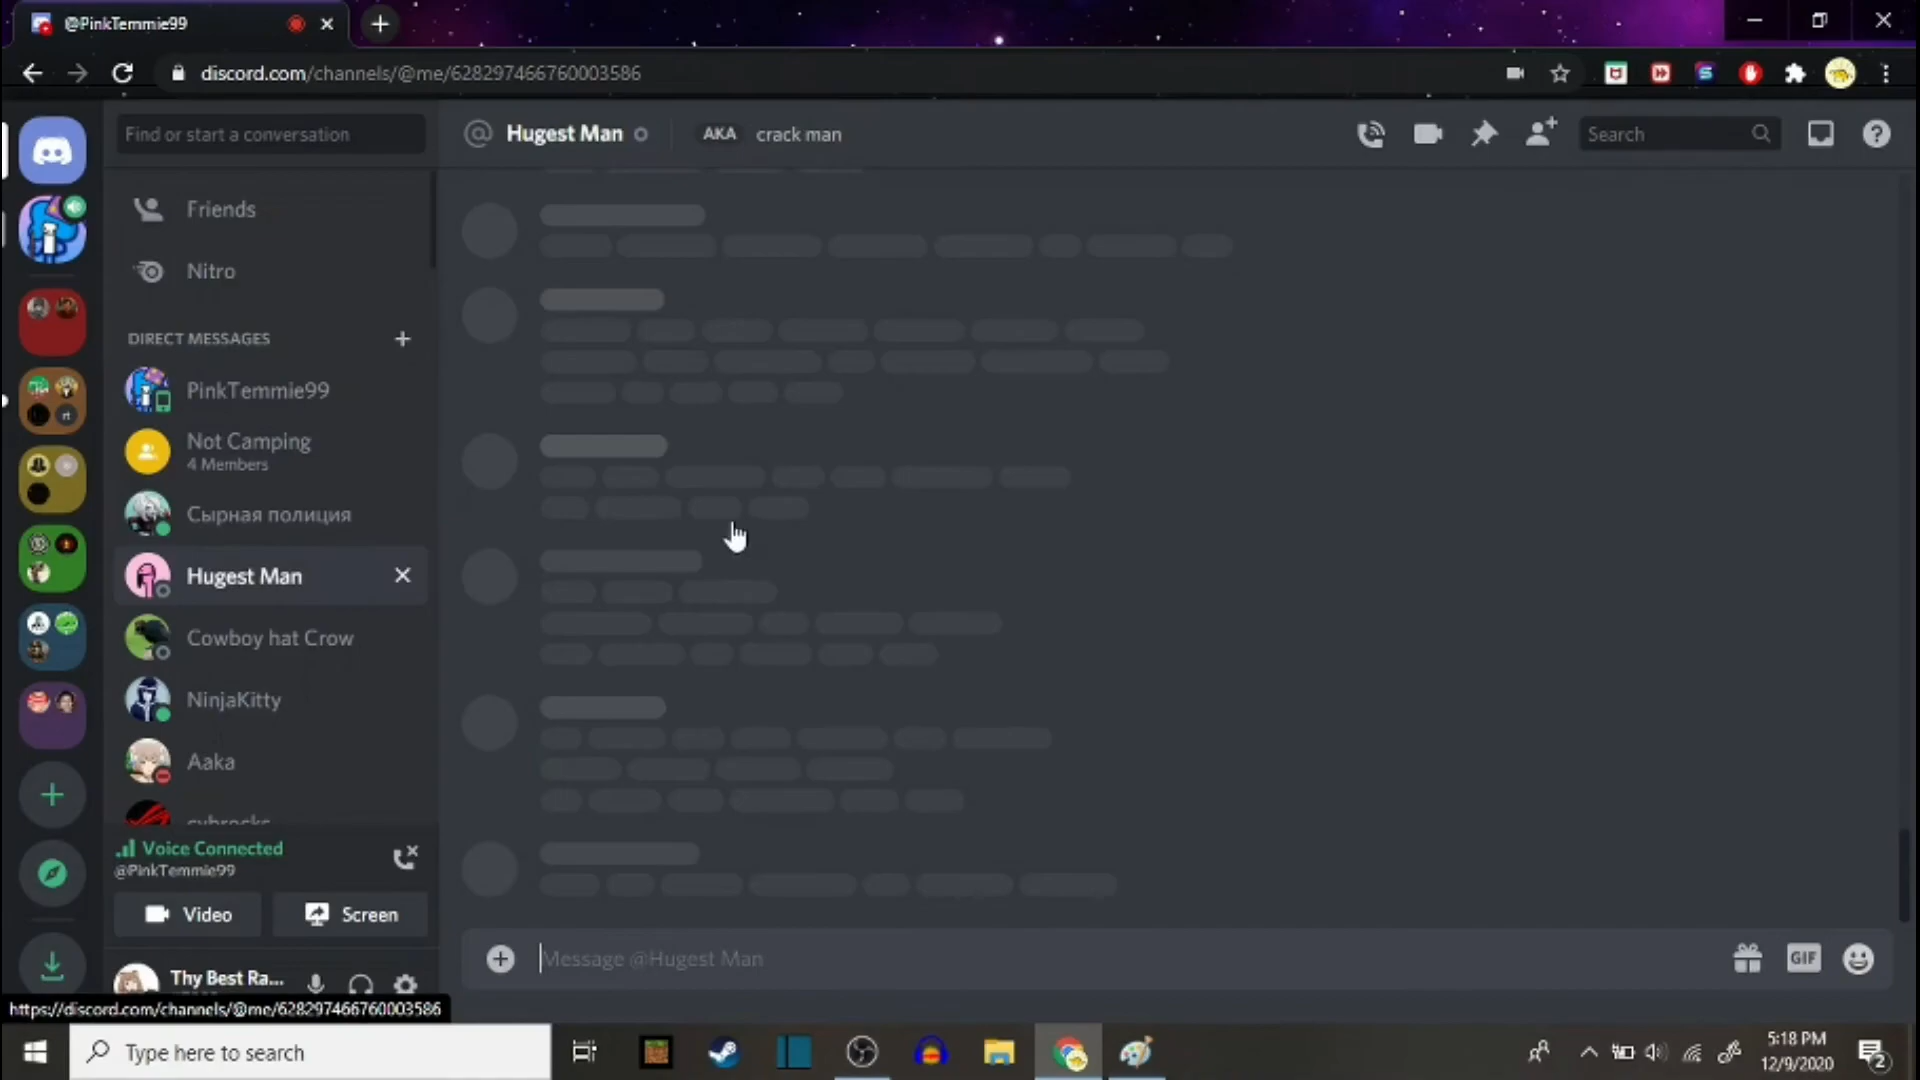 @PinkTemmie99
discord.com/channels/@me/628297466760003586
Find or start a conversation
Hugest Man
AKA
crack man
Search
Friends
Nitro
DIRECT MESSAGES
PinkTemmie99
Not Camping
4 Members
Сырная полиция
Hugest Man
Cowboy hat Crow
NinjaKitty
Aaka
Voice Connected
@PinkTemmie99
Video
Screen
Message @Hugest Man
GIF
Thy Best Ra...
https://discord.com/channels/@me/628297466760003586
Type here to search
5:18 PM
12/9/2020
2